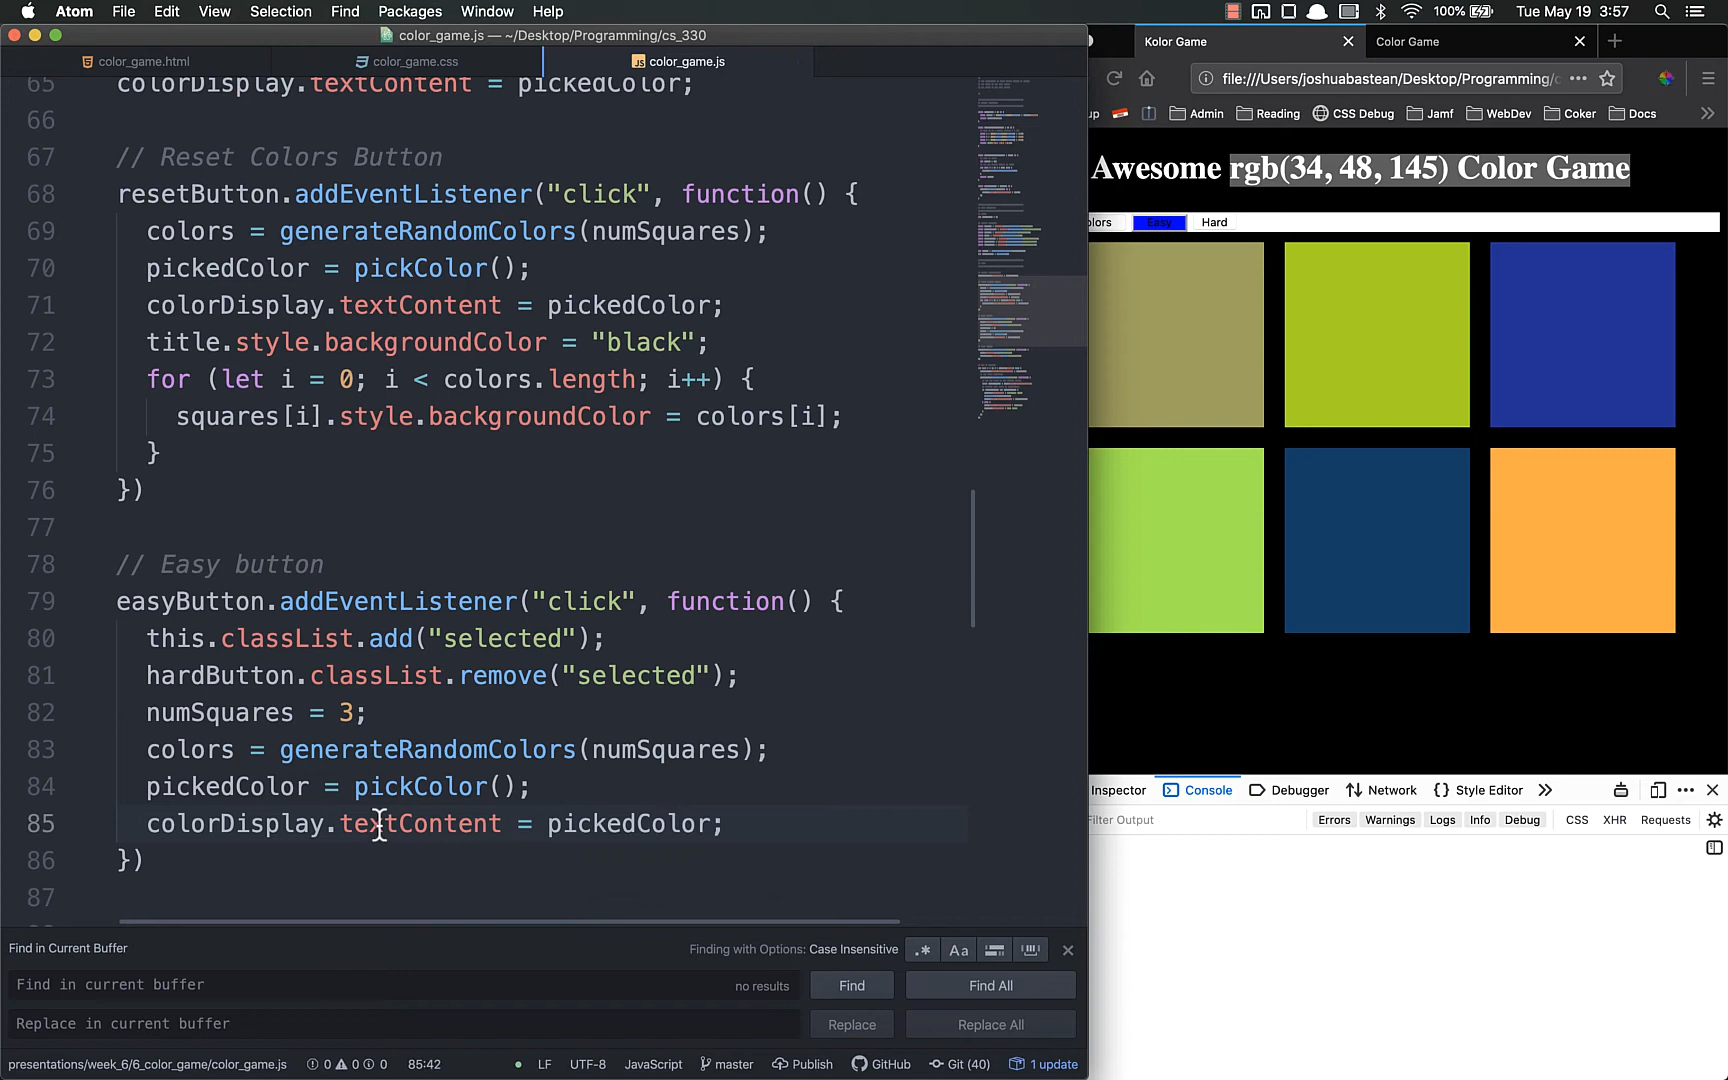 Atom File Edit View Selection Find Packages Window Help 100% Tue May 19 3:57
color_game.js — ~/Desktop/Programming/cs_330
color_game.html color_game.css color_game.js
65 colorDisplay.textContent = pickedColor;
66
67 // Reset Colors Button
68 resetButton.addEventListener("click", function() {
69 colors = generateRandomColors(numSquares);
70 pickedColor = pickColor();
71 colorDisplay.textContent = pickedColor;
72 title.style.backgroundColor = "black";
73 for (let i = 0; i < colors.length; i++) {
74 squares[i].style.backgroundColor = colors[i];
75 }
76 })
77
78 // Easy button
79 easyButton.addEventListener("click", function() {
80 this.classList.add("selected");
81 hardButton.classList.remove("selected");
82 numSquares = 3;
83 colors = generateRandomColors(numSquares);
84 pickedColor = pickColor();
85 colorDisplay.textContent = pickedColor;
86 })
87
Find in Current Buffer Finding with Options: Case Insensitive .* Aa
Find in current buffer no results Find Find All
Replace in current buffer Replace Replace All
presentations/week_6/6_color_game/color_game.js 0 0 0 85:42 LF UTF-8 JavaScript master Publish GitHub Git (40) 1 update
Kolor Game Color Game
file:///Users/joshuabastean/Desktop/Programming/c
up Admin Reading CSS Debug Jamf WebDev Coker Docs
Awesome rgb(34, 48, 145) Color Game
olors Easy Hard
Inspector Console Debugger Network {} Style Editor
Filter Output Errors Warnings Logs Info Debug CSS XHR Requests